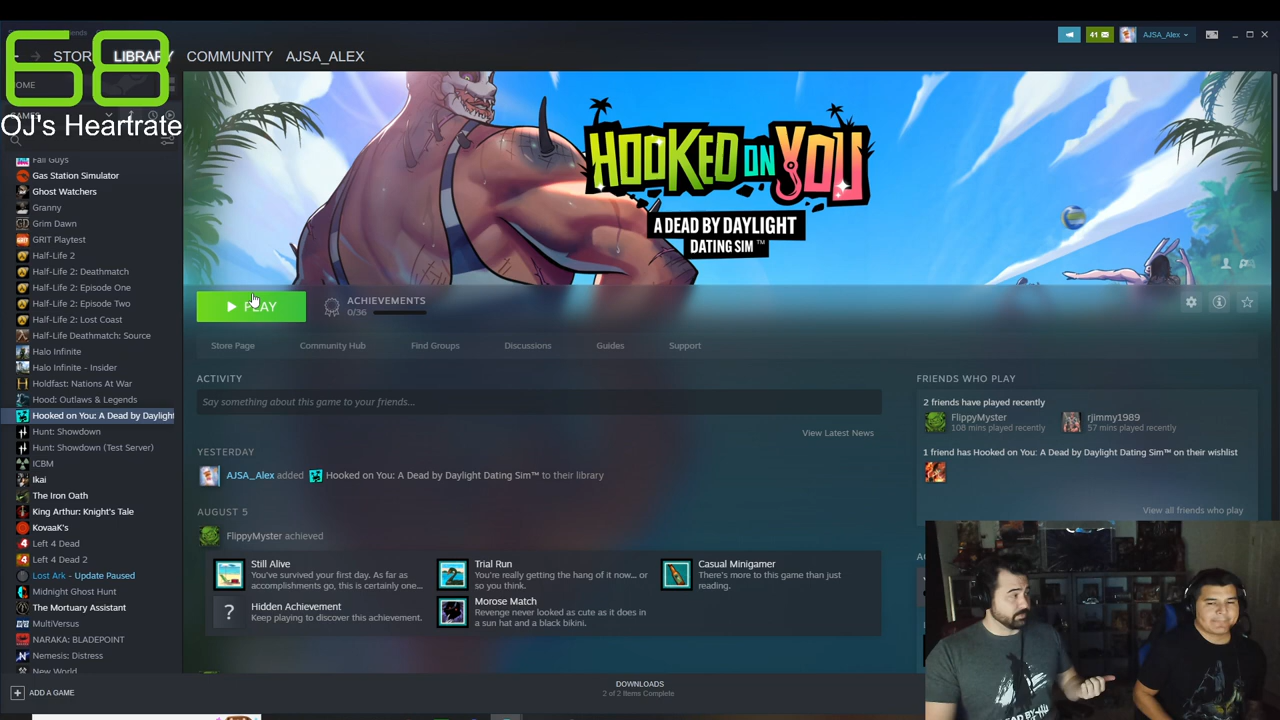 68
OJ's Heartrate
STOR
LIBRARY
COMMUNITY
AJSA_ALEX
41
AJSA_Alex
Fall Guys
Gas Station Simulator
Ghost Watchers
Granny
Grim Dawn
GRIT Playtest
Half-Life 2
Half-Life 2: Deathmatch
Half-Life 2: Episode One
Half-Life 2: Episode Two
Half-Life 2: Lost Coast
Half-Life Deathmatch: Source
Halo Infinite
Halo Infinite - Insider
Holdfast: Nations At War
Hood: Outlaws & Legends
Hooked on You: A Dead by Daylight
Hunt: Showdown
Hunt: Showdown (Test Server)
ICBM
Ikai
The Iron Oath
King Arthur: Knight's Tale
KovaaK's
Left 4 Dead
Left 4 Dead 2
Lost Ark - Update Paused
Midnight Ghost Hunt
The Mortuary Assistant
MultiVersus
NARAKA: BLADEPOINT
Nemesis: Distress
New World
ADD A GAME
HOOKED ON YOU
A DEAD BY DAYLIGHT
DATING SIM™
PLAY
ACHIEVEMENTS
0/36
Store Page
Community Hub
Find Groups
Discussions
Guides
Support
ACTIVITY
Say something about this game to your friends...
View Latest News
YESTERDAY
AJSA_Alex added Hooked on You: A Dead by Daylight Dating Sim™ to their library
AUGUST 5
FlippyMyster achieved
Still Alive
You've survived your first day. As far as
accomplishments go, this is certainly one...
Trial Run
You're really getting the hang of it now... or
so you think.
Casual Minigamer
There's more to this game than just
reading.
?
Hidden Achievement
Keep playing to discover this achievement.
Morose Match
Revenge never looked as cute as it does in
a sun hat and a black bikini.
FRIENDS WHO PLAY
2 friends have played recently
FlippyMyster
108 mins played recently
rjimmy1989
57 mins played recently
1 friend has Hooked on You: A Dead by Daylight Dating Sim™ on their wishlist
View all friends who play
DOWNLOADS
2 of 2 Items Complete